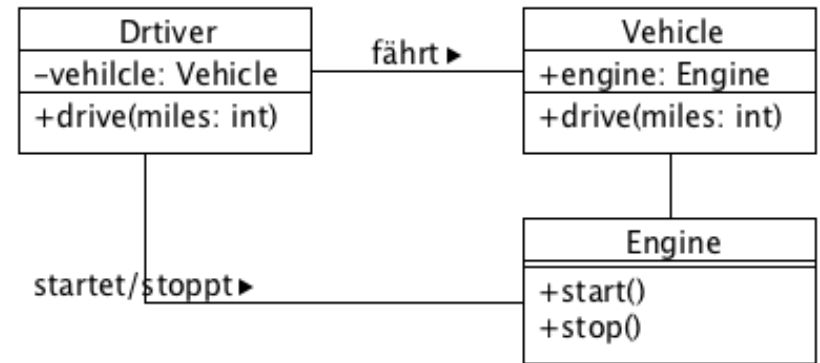 Drtiver
-vehilcle: Vehicle
+drive(miles: int)
fährt ▸
Vehicle
+engine: Engine
+drive(miles: int)
startet/stoppt ▸
Engine
+start()
+stop()